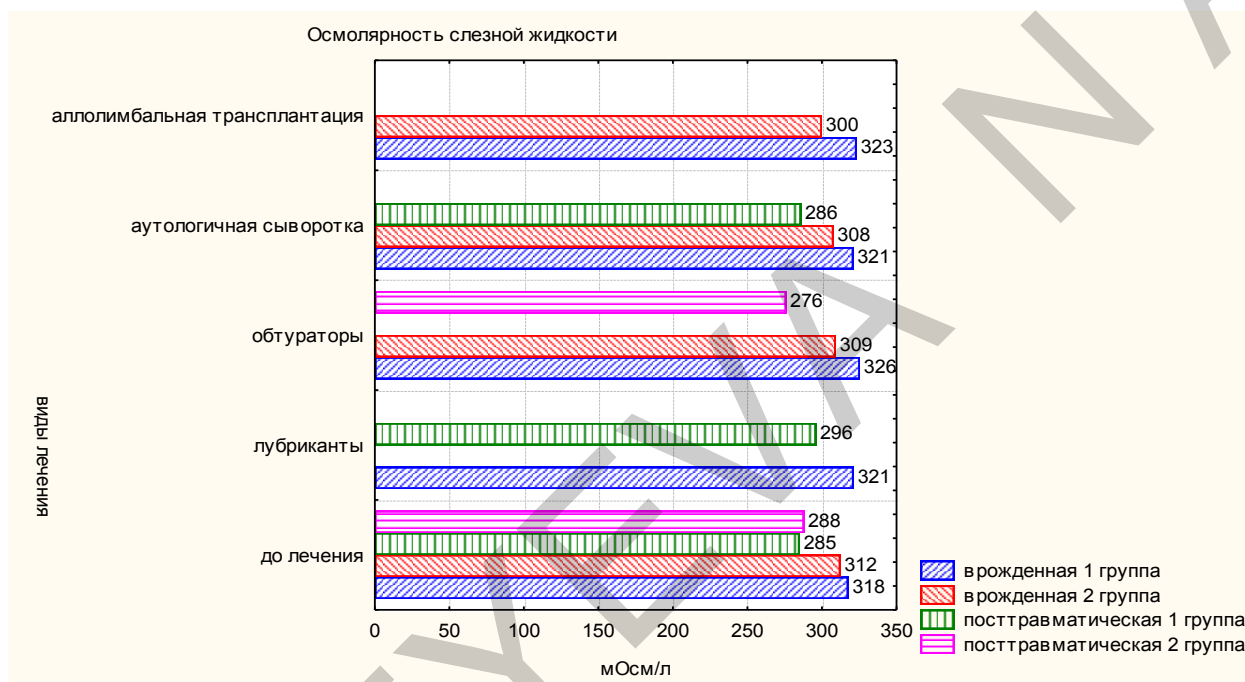 Осмолярность слезной жидкости
аллолимбальная трансплантация
300
323
аутологичная сыворотка
286
308
321
обтураторы
276
309
326
лубриканты
296
321
до лечения
288
285
312
318
виды лечения
0 50 100 150 200 250 300 350
мОсм/л
врожденная 1 группа
врожденная 2 группа
посттравматическая 1 группа
посттравматическая 2 группа
YEVA NA